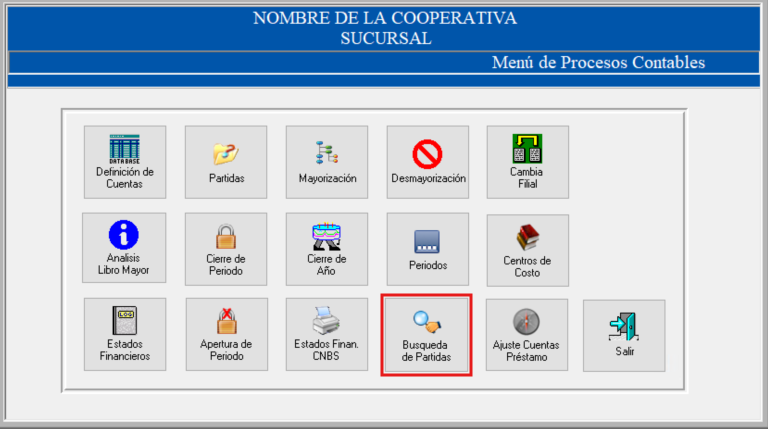 NOMBRE DE LA COOPERATIVA
SUCURSAL
Menú de Procesos Contables
DATABASE
Definición de
Cuentas
Partidas
Mayorización
Desmayorización
Cambia
Filial
Analisis
Libro Mayor
Cierre de
Periodo
Cierre de
Año
Periodos
Centros de
Costo
LOG
Estados
Financieros
Apertura de
Periodo
Estados Finan.
CNBS
Busqueda
de Partidas
Ajuste Cuentas
Préstamo
Salir